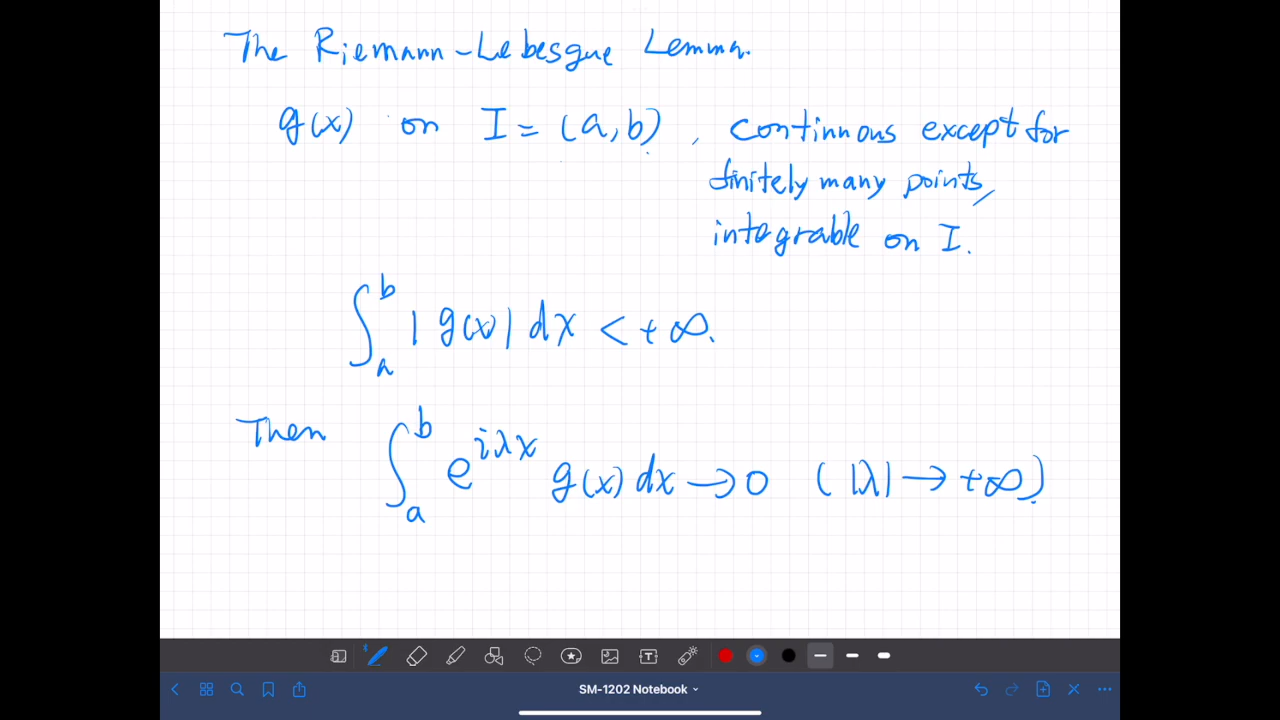 The Riemann-Lebesgue Lemma.
g(x) on I = (a, b), continuous except for
finitely many points,
integrable on I.
∫_a^b |g(x)| dx < +∞.
Then ∫_a^b e^{iλx} g(x) dx → 0 (|λ| → +∞)
SM-1202 Notebook